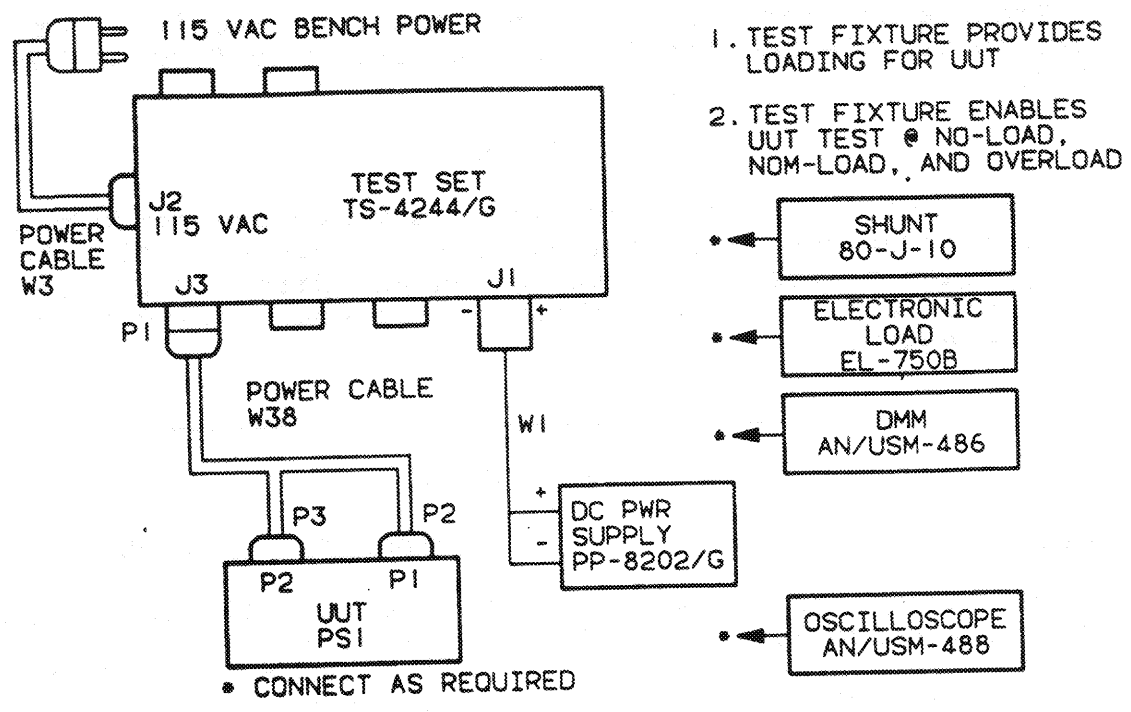 115 VAC BENCH POWER
1. TEST FIXTURE PROVIDES
LOADING FOR UUT
2. TEST FIXTURE ENABLES
UUT TEST @ NO-LOAD,
NOM-LOAD, AND OVERLOAD
TEST SET
TS-4244/G
J2
115 VAC
POWER
CABLE
W3
J3
J1
P1
-
+
SHUNT
80-J-10
ELECTRONIC
LOAD
EL-750B
DMM
AN/USM-486
POWER CABLE
W38
W1
P3
P2
+
-
DC PWR
SUPPLY
PP-8202/G
P2
P1
UUT
PS1
OSCILLOSCOPE
AN/USM-488
• CONNECT AS REQUIRED